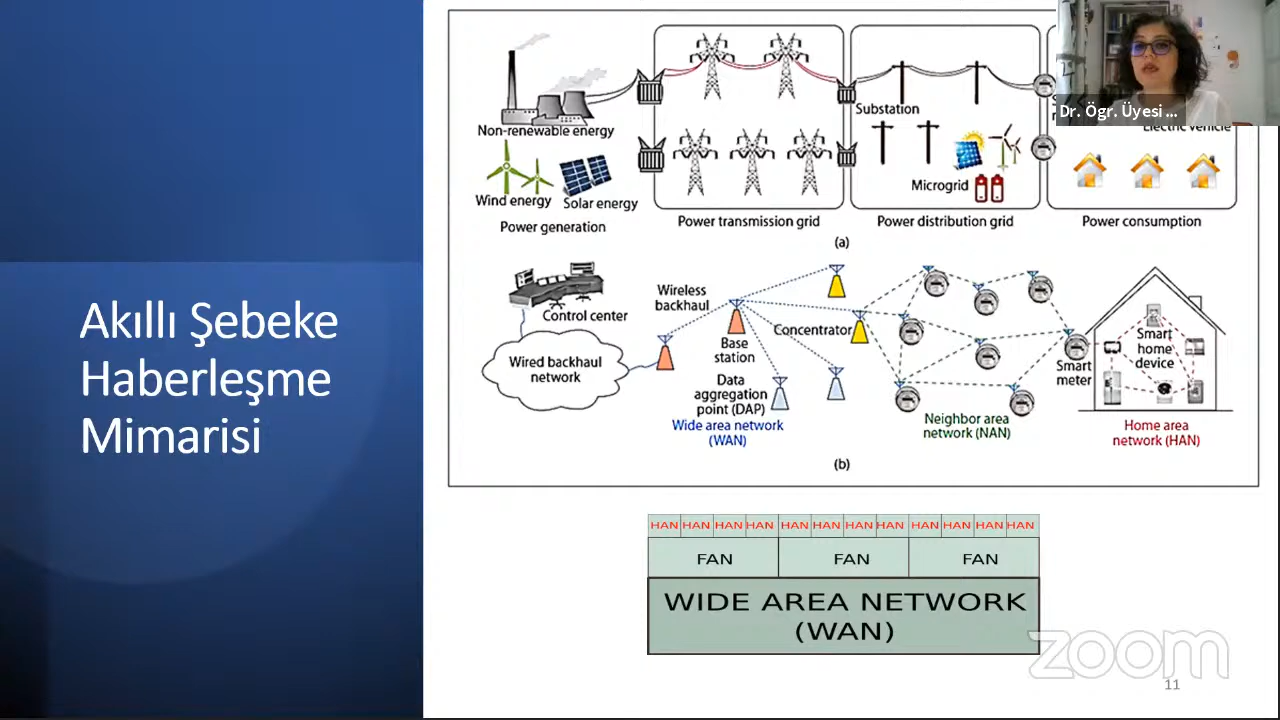 Akıllı Şebeke
Haberleşme
Mimarisi
Non-renewable energy
Wind energy
Solar energy
Power generation
Power transmission grid
Substation
Microgrid
Power distribution grid
Electric vehicle
Power consumption
(a)
Dr. Ögr. Üyesi ...
Control center
Wired backhaul
network
Wireless
backhaul
Base
station
Concentrator
Data
aggregation
point (DAP)
Wide area network
(WAN)
Neighbor area
network (NAN)
Smart
meter
Smart
home
device
Home area
network (HAN)
(b)
HAN HAN HAN HAN HAN HAN HAN HAN HAN HAN HAN HAN
FAN FAN FAN
WIDE AREA NETWORK
(WAN)
zoom
11